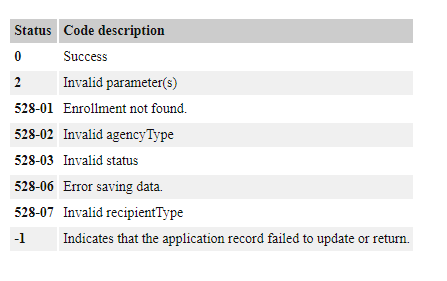 Status Code description
0 Success
2 Invalid parameter(s)
528-01 Enrollment not found.
528-02 Invalid agencyType
528-03 Invalid status
528-06 Error saving data.
528-07 Invalid recipientType
-1 Indicates that the application record failed to update or return.